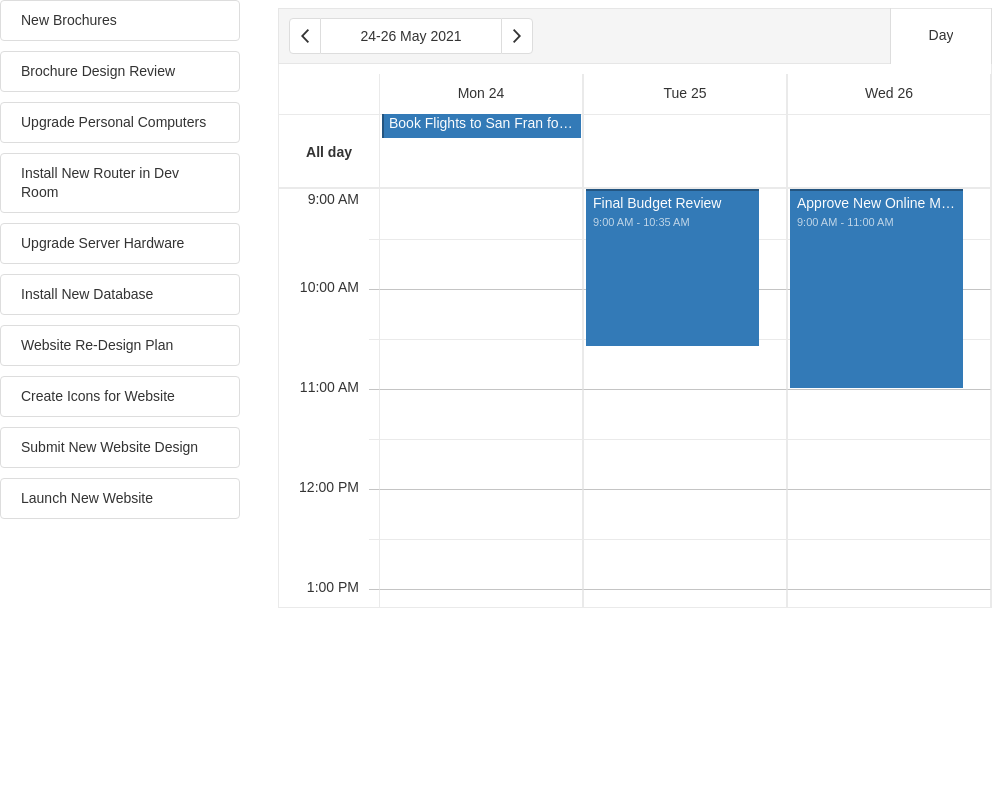 New Brochures
Brochure Design Review
Upgrade Personal Computers
Install New Router in Dev
Room
Upgrade Server Hardware
Install New Database
Website Re-Design Plan
Create Icons for Website
Submit New Website Design
Launch New Website
24-26 May 2021
Day
Mon 24
Tue 25
Wed 26
All day
Book Flights to San Fran fo…
9:00 AM
10:00 AM
11:00 AM
12:00 PM
1:00 PM
Final Budget Review
9:00 AM - 10:35 AM
Approve New Online M…
9:00 AM - 11:00 AM